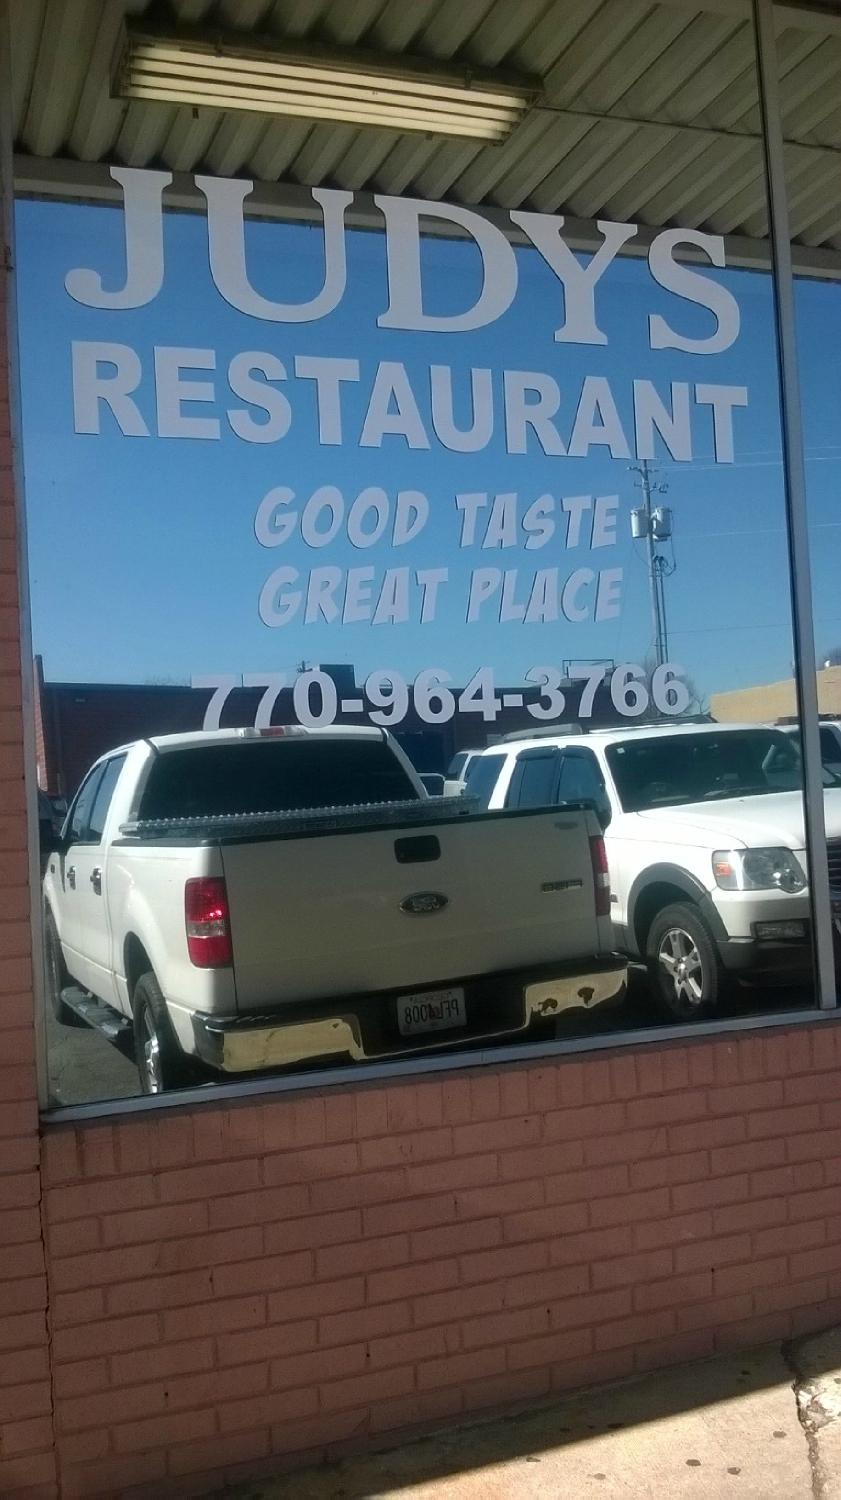 JUDYS
RESTAURANT
GOOD TASTE
GREAT PLACE
770-964-3766